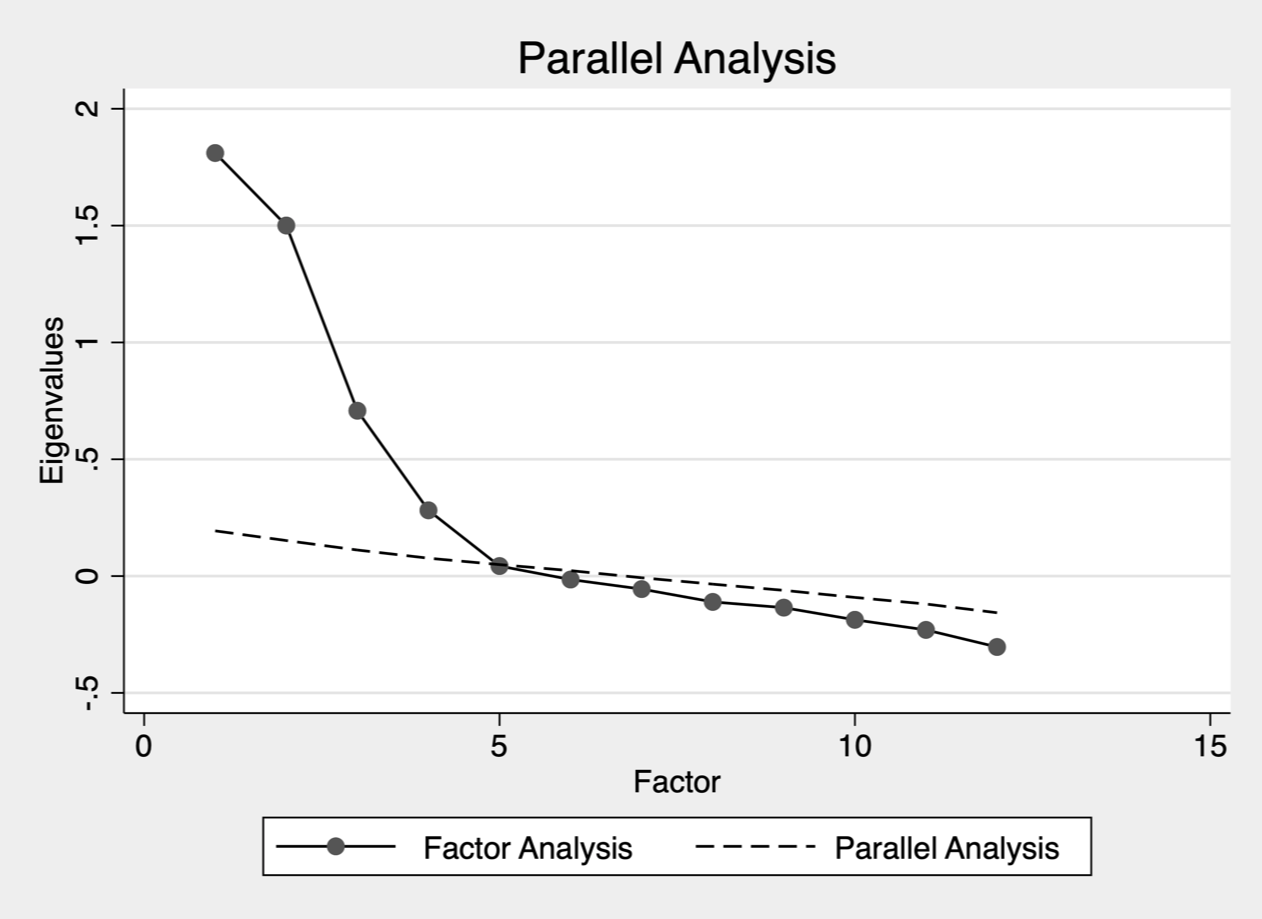 Parallel Analysis
2
1.5
1
.5
0
-.5
Eigenvalues
0 5 10 15
Factor
Factor Analysis Parallel Analysis